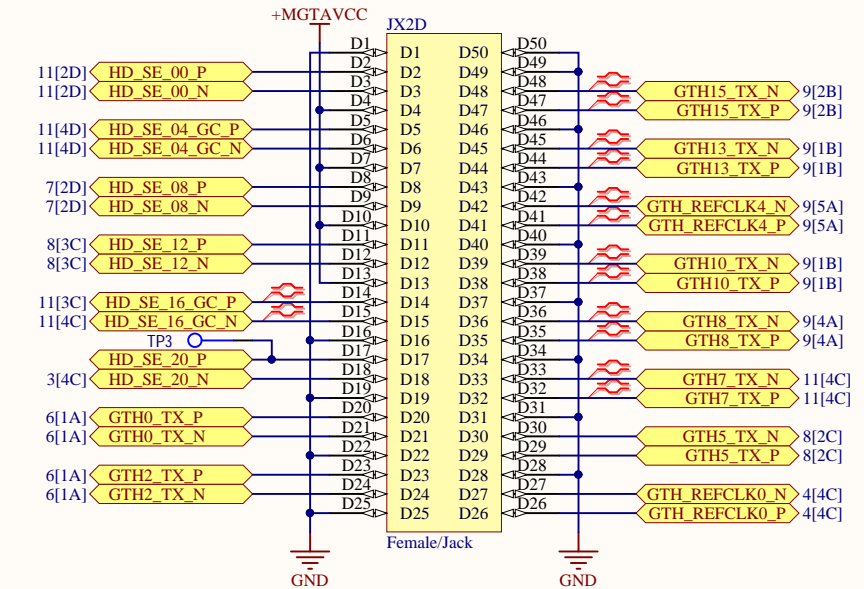 +MGTAVCC
JX2D
D1 D1 D50 D50
11[2D] HD_SE_00_P D2 D2 D49 D49
11[2D] HD_SE_00_N D3 D3 D48 D48 GTH15_TX_N 9[2B]
D4 D4 D47 D47 GTH15_TX_P 9[2B]
11[4D] HD_SE_04_GC_P D5 D5 D46 D46
11[4D] HD_SE_04_GC_N D6 D6 D45 D45 GTH13_TX_N 9[1B]
D7 D7 D44 D44 GTH13_TX_P 9[1B]
7[2D] HD_SE_08_P D8 D8 D43 D43
7[2D] HD_SE_08_N D9 D9 D42 D42 GTH_REFCLK4_N 9[5A]
D10 D10 D41 D41 GTH_REFCLK4_P 9[5A]
8[3C] HD_SE_12_P D11 D11 D40 D40
8[3C] HD_SE_12_N D12 D12 D39 D39 GTH10_TX_N 9[1B]
D13 D13 D38 D38 GTH10_TX_P 9[1B]
11[3C] HD_SE_16_GC_P D14 D14 D37 D37
11[4C] HD_SE_16_GC_N D15 D15 D36 D36 GTH8_TX_N 9[4A]
TP3 D16 D16 D35 D35 GTH8_TX_P 9[4A]
HD_SE_20_P D17 D17 D34 D34
3[4C] HD_SE_20_N D18 D18 D33 D33 GTH7_TX_N 11[4C]
D19 D19 D32 D32 GTH7_TX_P 11[4C]
6[1A] GTH0_TX_P D20 D20 D31 D31
6[1A] GTH0_TX_N D21 D21 D30 D30 GTH5_TX_N 8[2C]
D22 D22 D29 D29 GTH5_TX_P 8[2C]
6[1A] GTH2_TX_P D23 D23 D28 D28
6[1A] GTH2_TX_N D24 D24 D27 D27 GTH_REFCLK0_N 4[4C]
D25 D25 D26 D26 GTH_REFCLK0_P 4[4C]
Female/Jack
GND GND